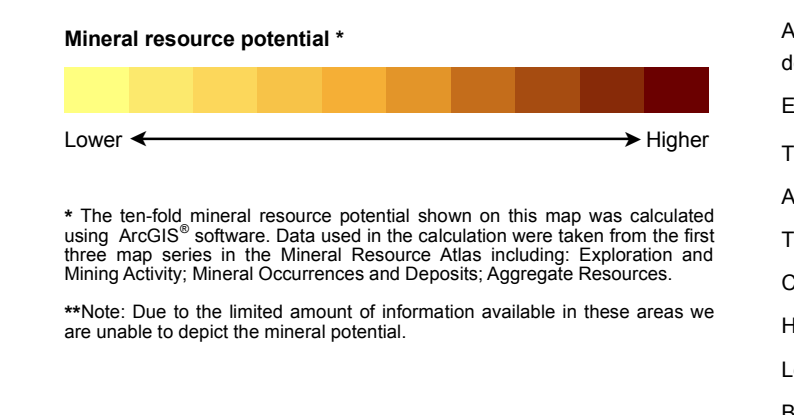 Mineral resource potential *
Lower Higher
* The ten-fold mineral resource potential shown on this map was calculated
using ArcGIS® software. Data used in the calculation were taken from the first
three map series in the Mineral Resource Atlas including: Exploration and
Mining Activity; Mineral Occurrences and Deposits; Aggregate Resources.
**Note: Due to the limited amount of information available in these areas we
are unable to depict the mineral potential.
A
d
E
T
A
T
C
H
L
B